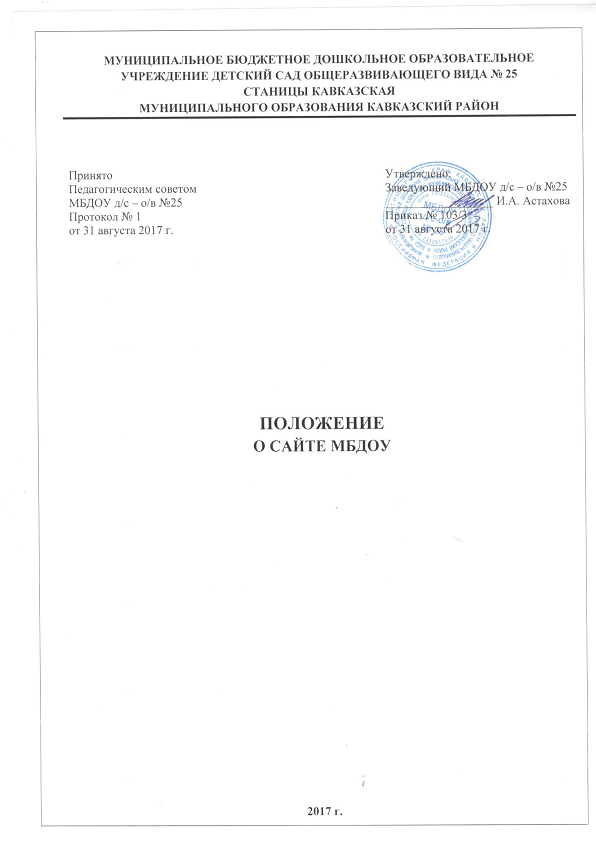 МУНИЦИПАЛЬНОЕ БЮДЖЕТНОЕ ДОШКОЛЬНОЕ ОБРАЗОВАТЕЛЬНОЕ
УЧРЕЖДЕНИЕ ДЕТСКИЙ САД ОБЩЕРАЗВИВАЮЩЕГО ВИДА № 25
СТАНИЦЫ КАВКАЗСКАЯ
МУНИЦИПАЛЬНОГО ОБРАЗОВАНИЯ КАВКАЗСКИЙ РАЙОН
Принято
Педагогическим советом
МБДОУ д/с – о/в №25
Протокол № 1
от 31 августа 2017 г.
Утверждено:
Заведующий МБДОУ д/с – о/в №25
И.А. Астахова
Приказ № 103/3
от 31 августа 2017 г.
ПОЛОЖЕНИЕ
О САЙТЕ МБДОУ
2017 г.